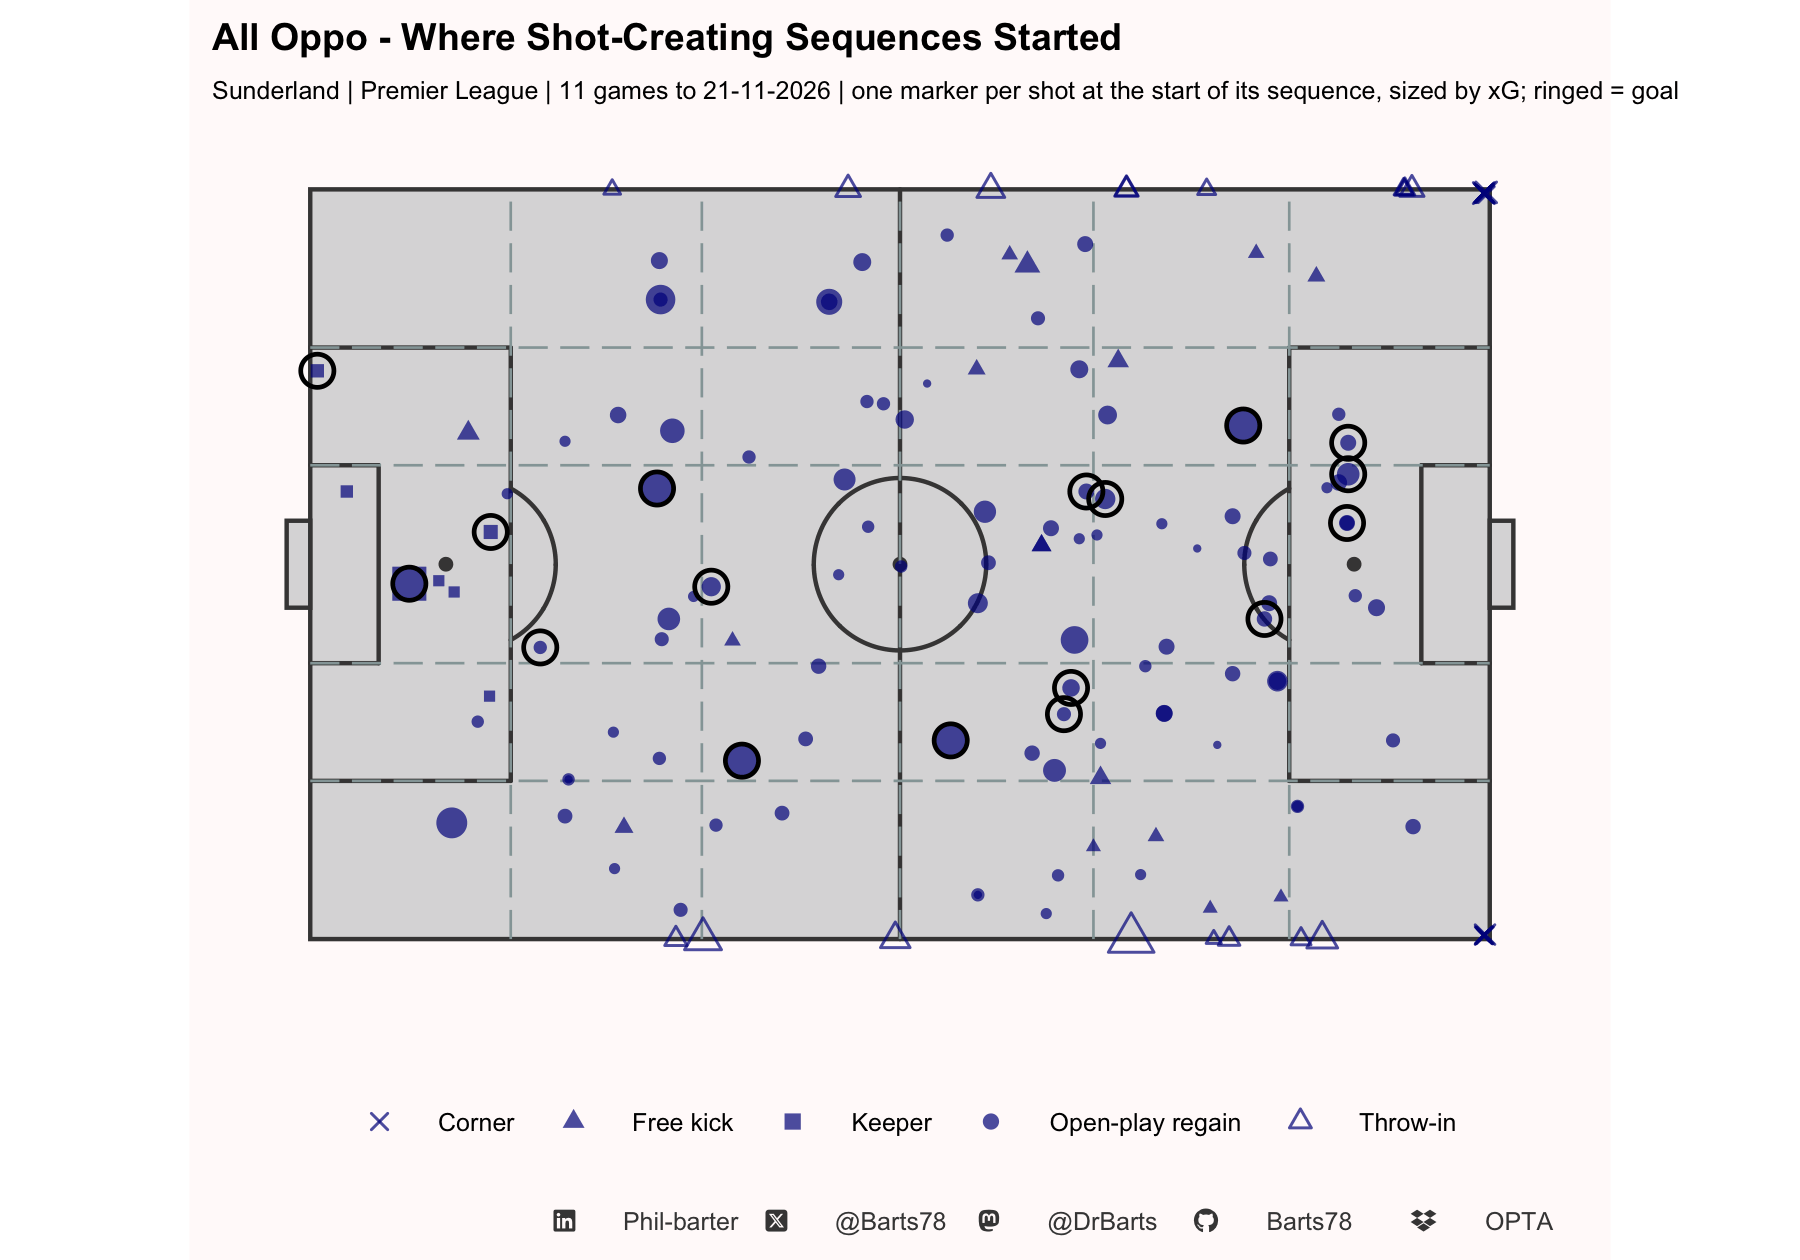 All Oppo - Where Shot-Creating Sequences Started
Sunderland | Premier League | 11 games to 21-11-2026 | one marker per shot at the start of its sequence, sized by xG; ringed = goal
Corner Free kick Keeper Open-play regain Throw-in
Phil-barter @Barts78 @DrBarts Barts78 OPTA